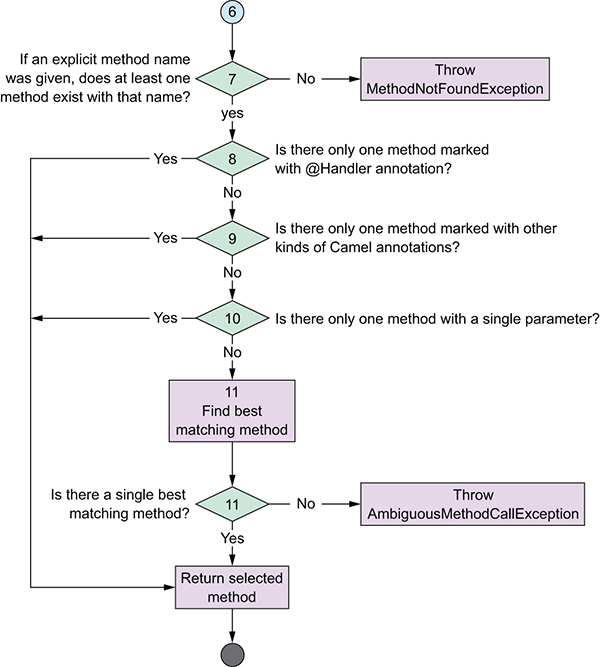 6
If an explicit method name
was given, does at least one
method exist with that name?
7
No
Throw
MethodNotFoundException
yes
Yes
8
Is there only one method marked
with @Handler annotation?
No
Yes
9
Is there only one method marked with other
kinds of Camel annotations?
No
Yes
10
Is there only one method with a single parameter?
No
11
Find best
matching method
Is there a single best
matching method?
11
No
Throw
AmbiguousMethodCallException
Yes
Return selected
method